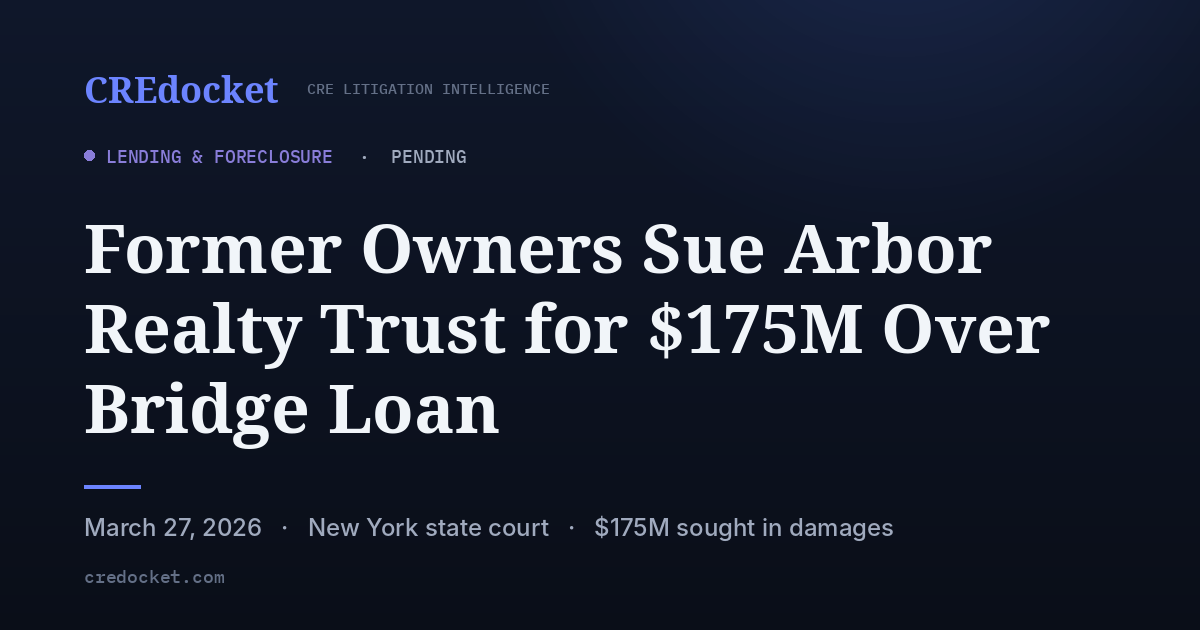 CREdocket CRE LITIGATION INTELLIGENCE
LENDING & FORECLOSURE · PENDING
Former Owners Sue Arbor
Realty Trust for $175M Over
Bridge Loan
March 27, 2026 · New York state court · $175M sought in damages
credocket.com